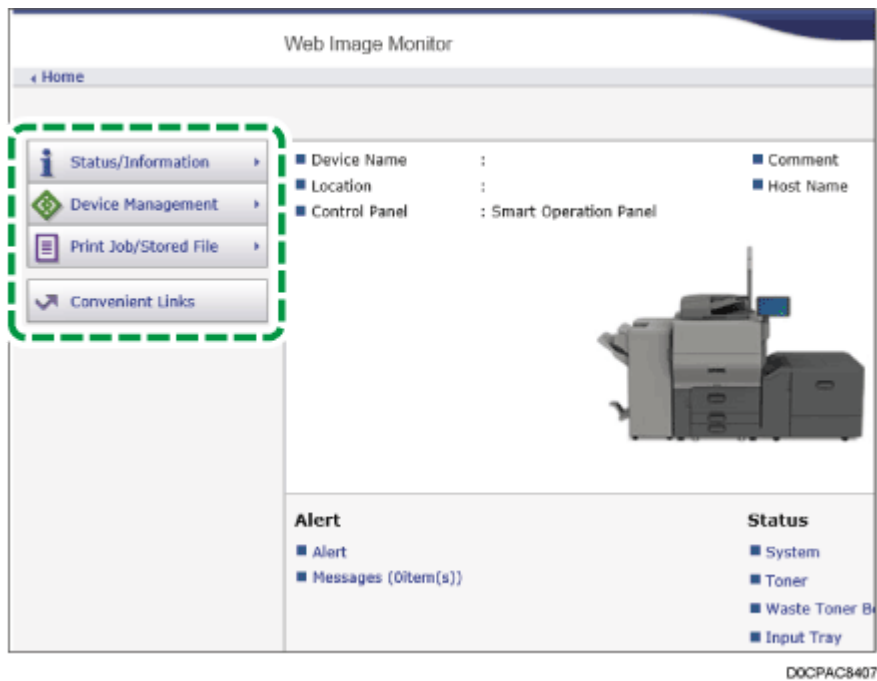 Web Image Monitor
Home
Status/Information
Device Management
Print Job/Stored File
Convenient Links
Device Name :
Location :
Control Panel : Smart Operation Panel
Comment
Host Name
Alert
Alert
Messages (0item(s))
Status
System
Toner
Waste Toner
Input Tray
D0CPAC8407